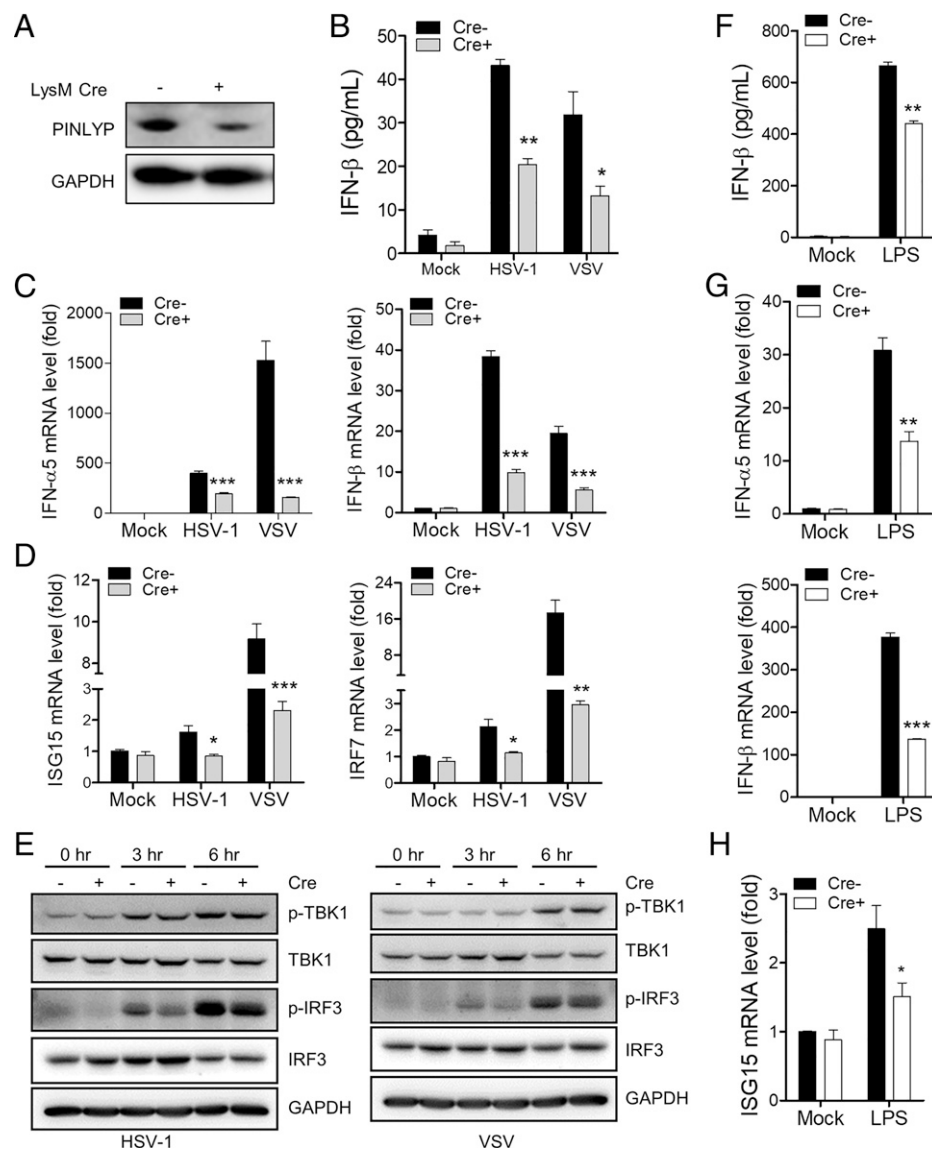 A
LysM Cre - +
PINLYP
GAPDH
B
Cre-
Cre+
IFN-β (pg/mL)
50
40
30
20
10
0
**
*
Mock HSV-1 VSV
F
Cre-
Cre+
IFN-β (pg/mL)
800
600
400
200
0
**
Mock LPS
C
Cre-
Cre+
IFN-α5 mRNA level (fold)
2000
1500
1000
500
0
***
***
Mock HSV-1 VSV
Cre-
Cre+
IFN-β mRNA level (fold)
50
40
30
20
10
0
***
***
Mock HSV-1 VSV
G
Cre-
Cre+
IFN-α5 mRNA level (fold)
40
30
20
10
0
**
Mock LPS
D
Cre-
Cre+
ISG15 mRNA level (fold)
12
10
8
6
3
2
1
0
*
***
Mock HSV-1 VSV
Cre-
Cre+
IRF7 mRNA level (fold)
24
16
8
4
3
2
1
0
*
**
Mock HSV-1 VSV
Cre-
Cre+
IFN-β mRNA level (fold)
500
400
300
200
100
0
***
Mock LPS
E
0 hr 3 hr 6 hr
- + - + - + Cre
p-TBK1
TBK1
p-IRF3
IRF3
GAPDH
HSV-1
0 hr 3 hr 6 hr
Cre - + - + - +
p-TBK1
TBK1
p-IRF3
IRF3
GAPDH
VSV
H
Cre-
Cre+
ISG15 mRNA level (fold)
3
2
1
0
*
Mock LPS